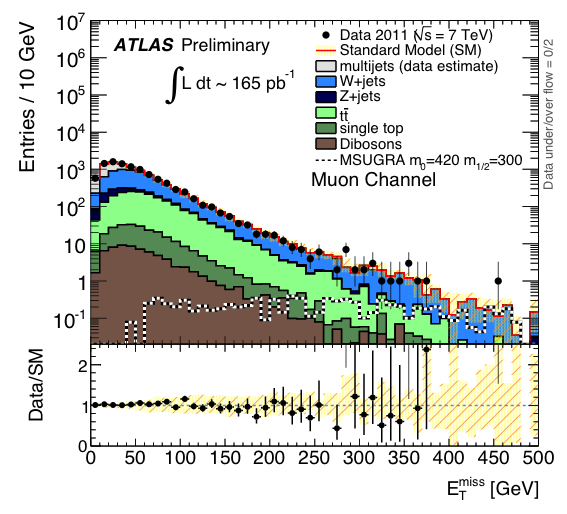 ATLAS Preliminary
∫L dt ~ 165 pb⁻¹
Data 2011 (√s = 7 TeV)
Standard Model (SM)
multijets (data estimate)
W+jets
Z+jets
tt̄
single top
Dibosons
MSUGRA m₀=420 m₁/₂=300
Muon Channel
Entries / 10 GeV
10⁷
10⁶
10⁵
10⁴
10³
10²
10
1
10⁻¹
Data under/over flow = 0/2
Data/SM
2
1
0
0 50 100 150 200 250 300 350 400 450 500
E_T^miss [GeV]